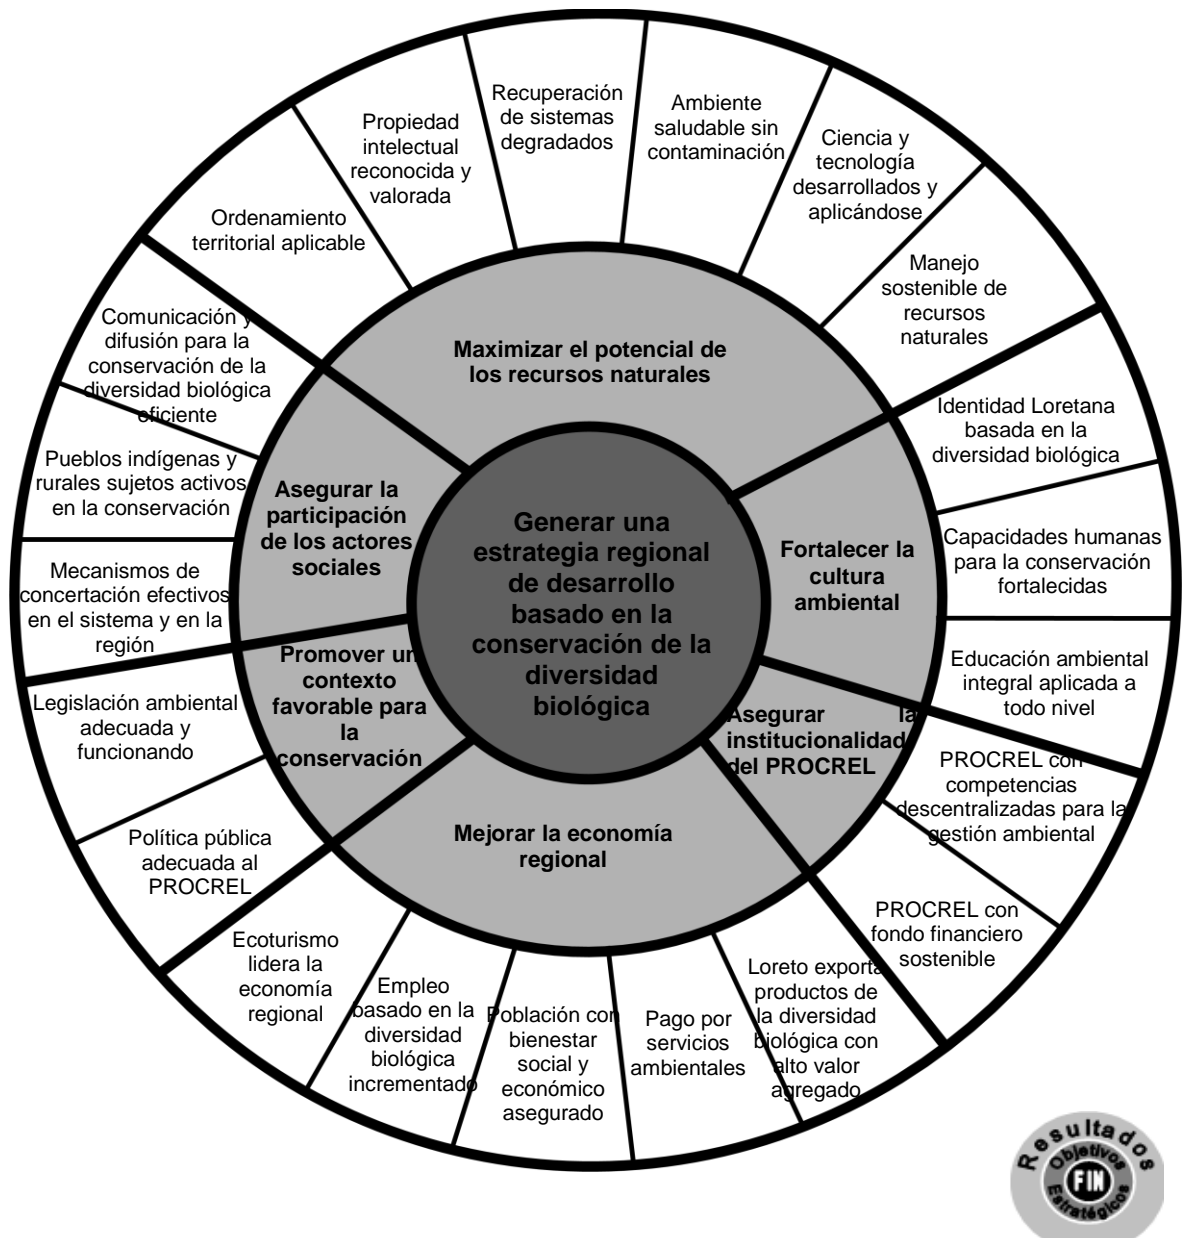 Recuperación
de sistemas
degradados
Ambiente
saludable sin
contaminación
Ciencia y
tecnología
desarrollados y
aplicándose
Manejo
sostenible de
recursos
naturales
Propiedad
intelectual
reconocida y
valorada
Ordenamiento
territorial aplicable
Maximizar el potencial de
los recursos naturales
Identidad Loretana
basada en la
diversidad biológica
Capacidades humanas
para la conservación
fortalecidas
Educación ambiental
integral aplicada a
todo nivel
Fortalecer la
cultura
ambiental
Comunicación y
difusión para la
conservación de la
diversidad biológica
eficiente
Pueblos indígenas y
rurales sujetos activos
en la conservación
Mecanismos de
concertación efectivos
en el sistema y en la
región
Asegurar la
participación
de los actores
sociales
Generar una
estrategia regional
de desarrollo
basado en la
conservación de la
diversidad
biológica
Promover un
contexto
favorable para
la
conservación
Legislación ambiental
adecuada y
funcionando
Política pública
adecuada al
PROCREL
Asegurar la
institucionalidad
del PROCREL
PROCREL con
competencias
descentralizadas para la
gestión ambiental
PROCREL con
fondo financiero
sostenible
Mejorar la economía
regional
Ecoturismo
lidera la
economía
regional
Empleo
basado en la
diversidad
biológica
incrementado
Población con
bienestar
social y
económico
asegurado
Pago por
servicios
ambientales
Loreto exporta
productos de
la diversidad
biológica con
alto valor
agregado
Resultados
Objetivos
FIN
Estratégicos